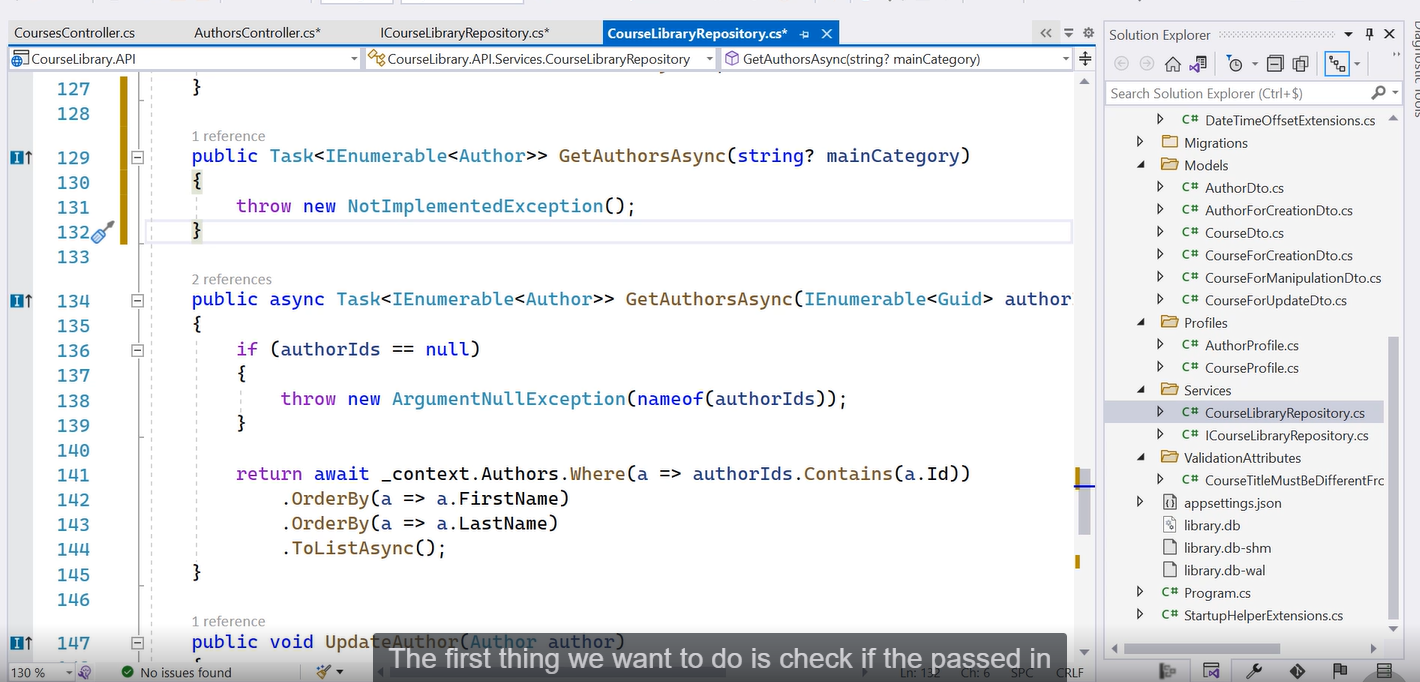 CoursesController.cs
AuthorsController.cs*
ICourseLibraryRepository.cs*
CourseLibraryRepository.cs*
CourseLibrary.API
CourseLibrary.API.Services.CourseLibraryRepository
GetAuthorsAsync(string? mainCategory)
127 }
128
1 reference
129 public Task<IEnumerable<Author>> GetAuthorsAsync(string? mainCategory)
130 {
131 throw new NotImplementedException();
132 }
133
2 references
134 public async Task<IEnumerable<Author>> GetAuthorsAsync(IEnumerable<Guid> author
135 {
136 if (authorIds == null)
137 {
138 throw new ArgumentNullException(nameof(authorIds));
139 }
140
141 return await _context.Authors.Where(a => authorIds.Contains(a.Id))
142 .OrderBy(a => a.FirstName)
143 .OrderBy(a => a.LastName)
144 .ToListAsync();
145 }
146
1 reference
147 public void UpdateAuthor(Author author)
The first thing we want to do is check if the passed in
130 %
No issues found
Ln: 132 Ch: 6 SPC CRLF
Solution Explorer
Search Solution Explorer (Ctrl+$)
C# DateTimeOffsetExtensions.cs
Migrations
Models
C# AuthorDto.cs
C# AuthorForCreationDto.cs
C# CourseDto.cs
C# CourseForCreationDto.cs
C# CourseForManipulationDto.cs
C# CourseForUpdateDto.cs
Profiles
C# AuthorProfile.cs
C# CourseProfile.cs
Services
C# CourseLibraryRepository.cs
C# ICourseLibraryRepository.cs
ValidationAttributes
C# CourseTitleMustBeDifferentFrc
appsettings.json
library.db
library.db-shm
library.db-wal
C# Program.cs
C# StartupHelperExtensions.cs
Diagnostic Tools